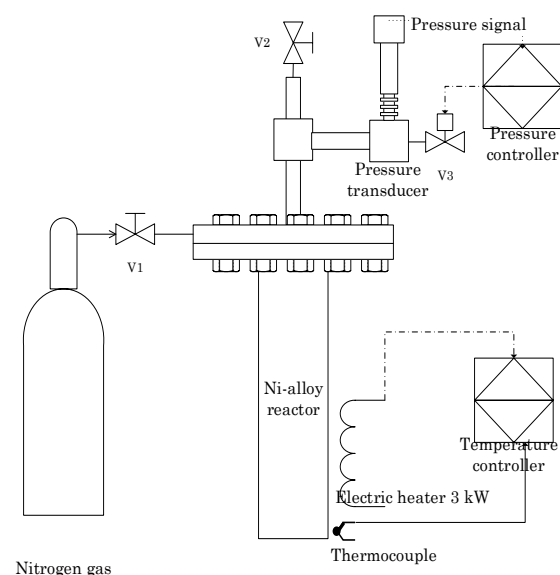 Pressure signal
V2
Pressure
controller
Pressure
transducer
V3
V1
Ni-alloy
reactor
Temperature
controller
Electric heater 3 kW
Thermocouple
Nitrogen gas